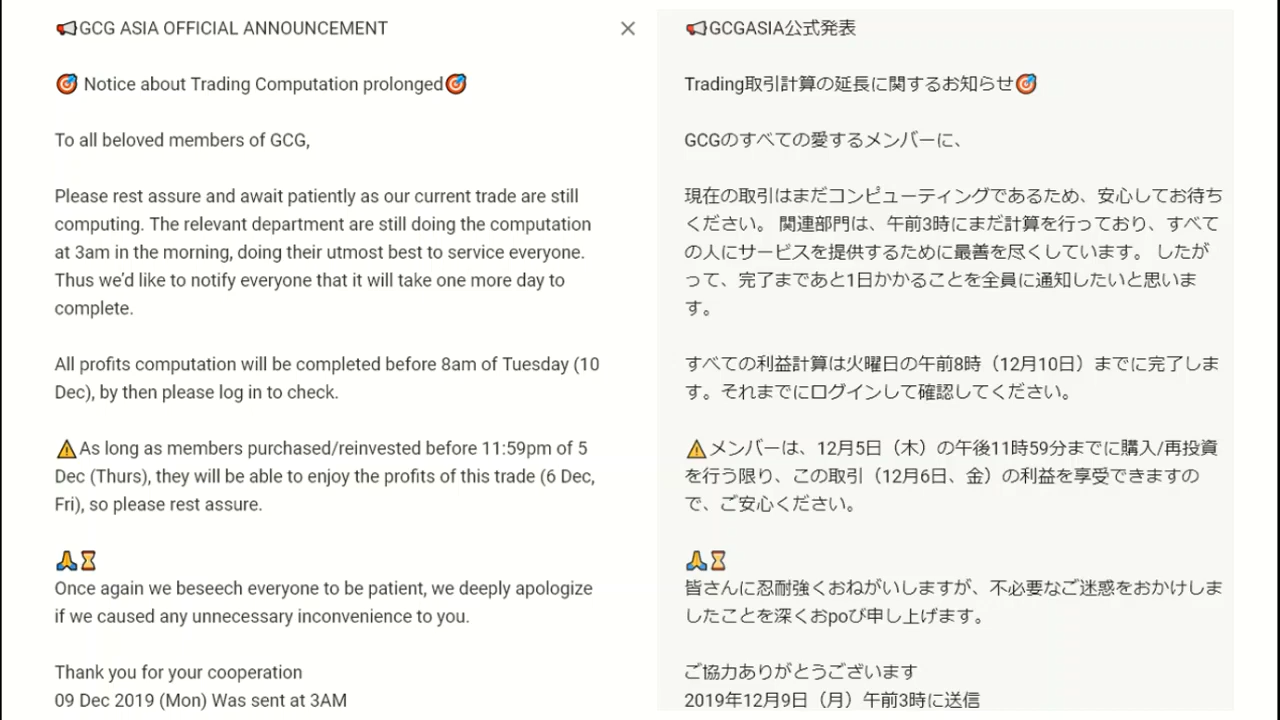 📢GCG ASIA OFFICIAL ANNOUNCEMENT
🎯 Notice about Trading Computation prolonged🎯
To all beloved members of GCG,
Please rest assure and await patiently as our current trade are still
computing. The relevant department are still doing the computation
at 3am in the morning, doing their utmost best to service everyone.
Thus we'd like to notify everyone that it will take one more day to
complete.
All profits computation will be completed before 8am of Tuesday (10
Dec), by then please log in to check.
⚠️As long as members purchased/reinvested before 11:59pm of 5
Dec (Thurs), they will be able to enjoy the profits of this trade (6 Dec,
Fri), so please rest assure.
🙏⌛
Once again we beseech everyone to be patient, we deeply apologize
if we caused any unnecessary inconvenience to you.
Thank you for your cooperation
09 Dec 2019 (Mon) Was sent at 3AM
📢GCGASIA公式発表
Trading取引計算の延長に関するお知らせ🎯
GCGのすべての愛するメンバーに、
現在の取引はまだコンピューティングであるため、安心してお待ち
ください。 関連部門は、午前3時にまだ計算を行っており、すべて
の人にサービスを提供するために最善を尽くしています。 したが
って、完了まであと1日かかることを全員に通知したいと思いま
す。
すべての利益計算は火曜日の午前8時（12月10日）までに完了しま
す。それまでにログインして確認してください。
⚠️メンバーは、12月5日（木）の午後11時59分までに購入/再投資
を行う限り、この取引（12月6日、金）の利益を享受できますの
で、ご安心ください。
🙏⌛
皆さんに忍耐強くおねがいしますが、不必要なご迷惑をおかけしま
したことを深くおpoび申し上げます。
ご協力ありがとうございます
2019年12月9日（月）午前3時に送信